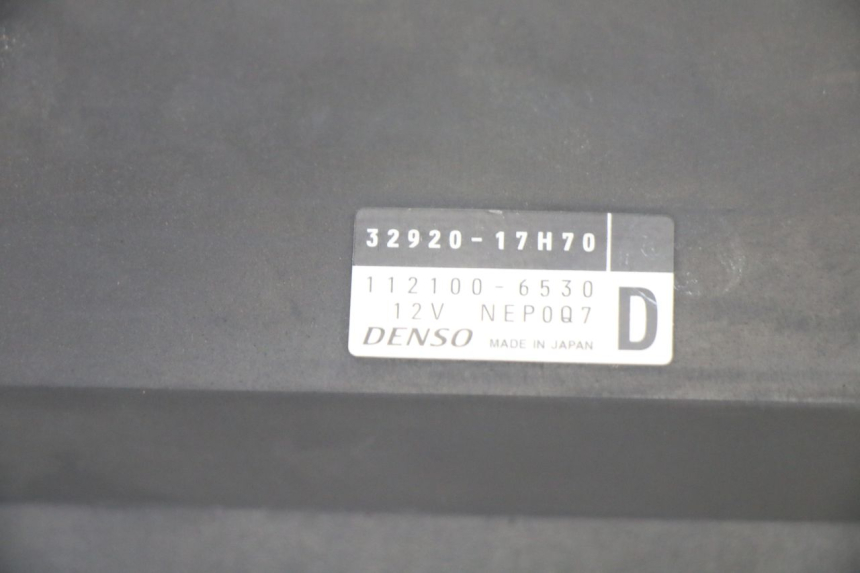 32920-17H70
112100-6530
12V NEP0Q7
D
DENSO MADE IN JAPAN